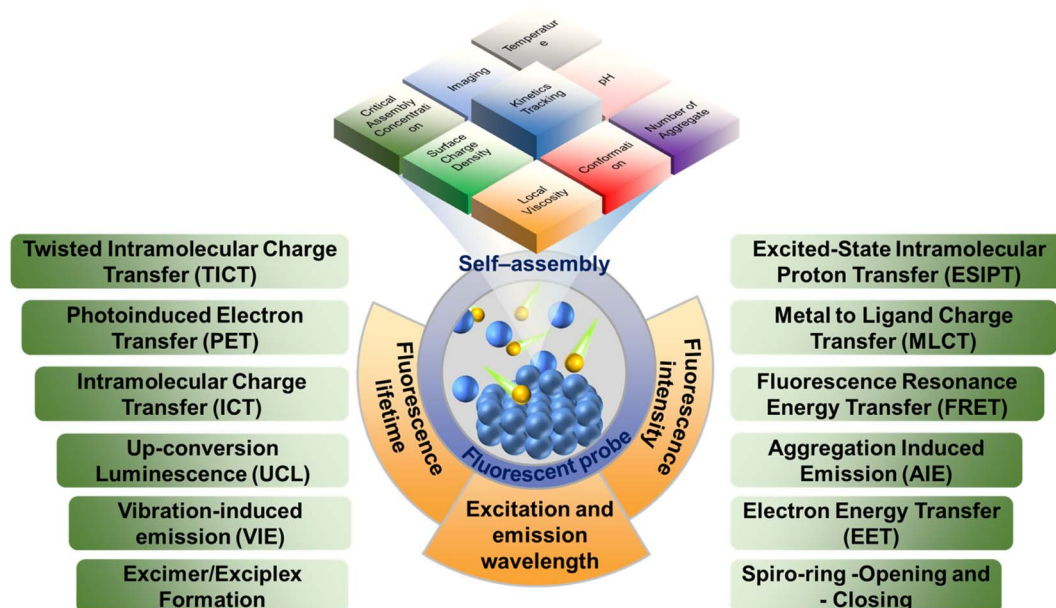 Temperatur
e
Imaging
pH
Kinetics
Tracking
Critical
Assembly
Concentrati
on
Number of
Aggregate
Surface
Charge
Density
Conformati
on
Local
Viscosity
Self–assembly
Fluorescent probe
Fluorescence
lifetime
Fluorescence
intensity
Excitation and
emission
wavelength
Twisted Intramolecular Charge
Transfer (TICT)
Photoinduced Electron
Transfer (PET)
Intramolecular Charge
Transfer (ICT)
Up-conversion
Luminescence (UCL)
Vibration-induced
emission (VIE)
Excimer/Exciplex
Formation
Excited-State Intramolecular
Proton Transfer (ESIPT)
Metal to Ligand Charge
Transfer (MLCT)
Fluorescence Resonance
Energy Transfer (FRET)
Aggregation Induced
Emission (AIE)
Electron Energy Transfer
(EET)
Spiro-ring -Opening and
- Closing